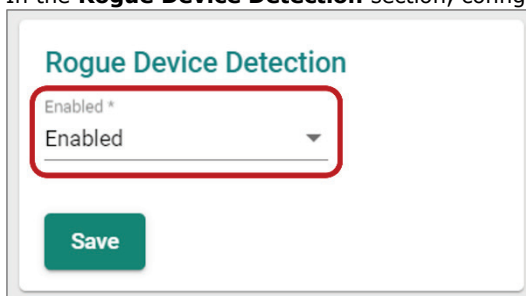 In the Rogue Device Detection section, config
Rogue Device Detection
Enabled *
Enabled
Save